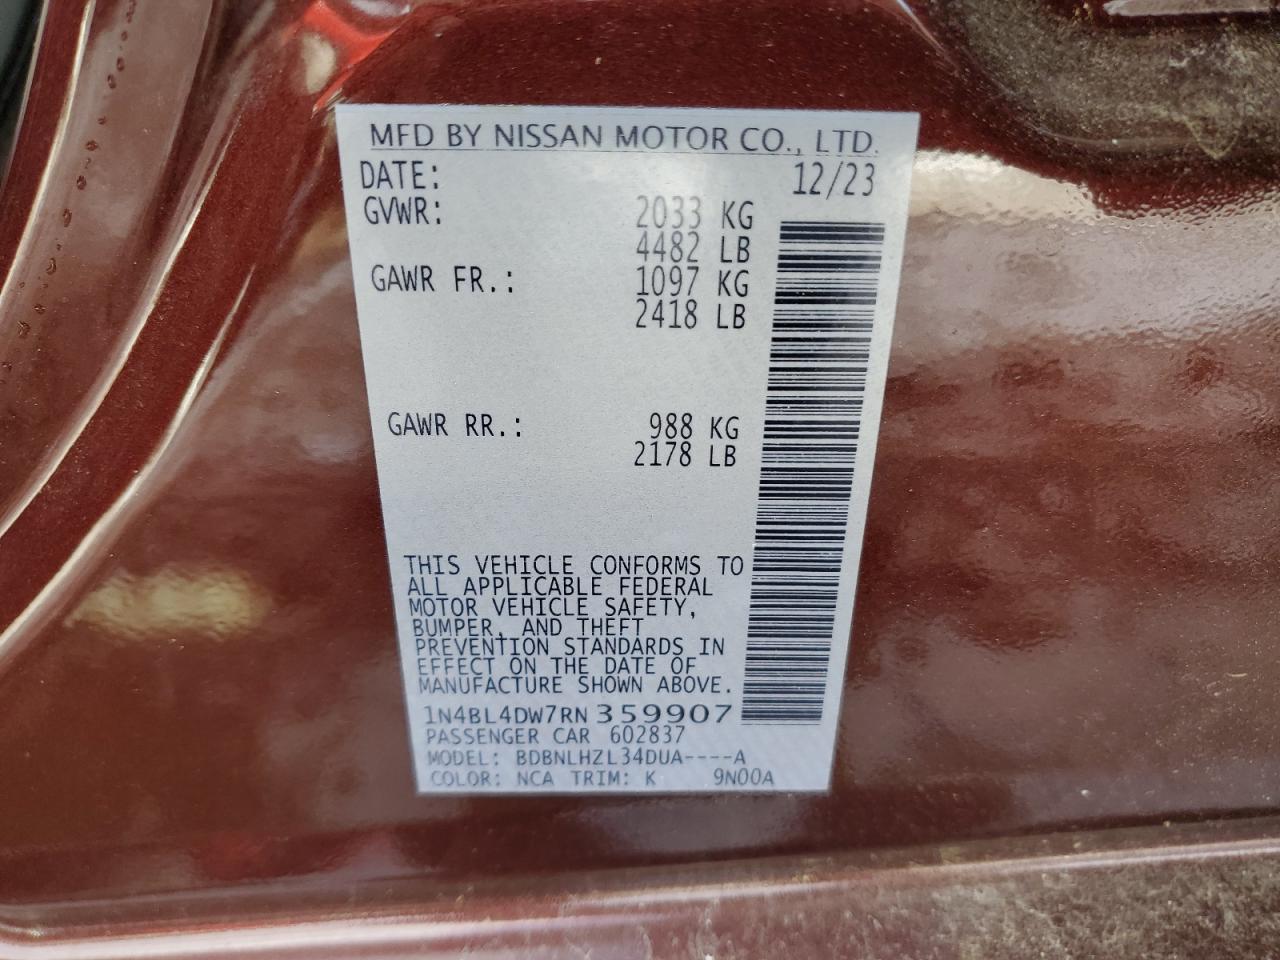 MFD BY NISSAN MOTOR CO., LTD.
DATE: 12/23
GVWR: 2033 KG
4482 LB
GAWR FR.: 1097 KG
2418 LB
GAWR RR.: 988 KG
2178 LB
THIS VEHICLE CONFORMS TO
ALL APPLICABLE FEDERAL
MOTOR VEHICLE SAFETY,
BUMPER, AND THEFT
PREVENTION STANDARDS IN
EFFECT ON THE DATE OF
MANUFACTURE SHOWN ABOVE.
1N4BL4DW7RN359907
PASSENGER CAR 602837
MODEL: BDBNLHZL34DUA----A
COLOR: NCA TRIM: K 9N00A